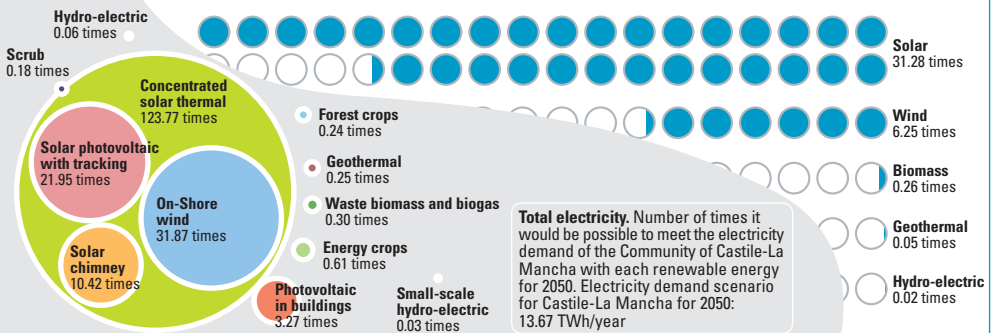 Hydro-electric
0.06 times
Scrub
0.18 times
Concentrated
solar thermal
123.77 times
Solar photovoltaic
with tracking
21.95 times
On-Shore
wind
31.87 times
Solar
chimney
10.42 times
Forest crops
0.24 times
Geothermal
0.25 times
Waste biomass and biogas
0.30 times
Energy crops
0.61 times
Photovoltaic
in buildings
3.27 times
Small-scale
hydro-electric
0.03 times
Total electricity. Number of times it
would be possible to meet the electricity
demand of the Community of Castile-La
Mancha with each renewable energy
for 2050. Electricity demand scenario
for Castile-La Mancha for 2050:
13.67 TWh/year
Solar
31.28 times
Wind
6.25 times
Biomass
0.26 times
Geothermal
0.05 times
Hydro-electric
0.02 times